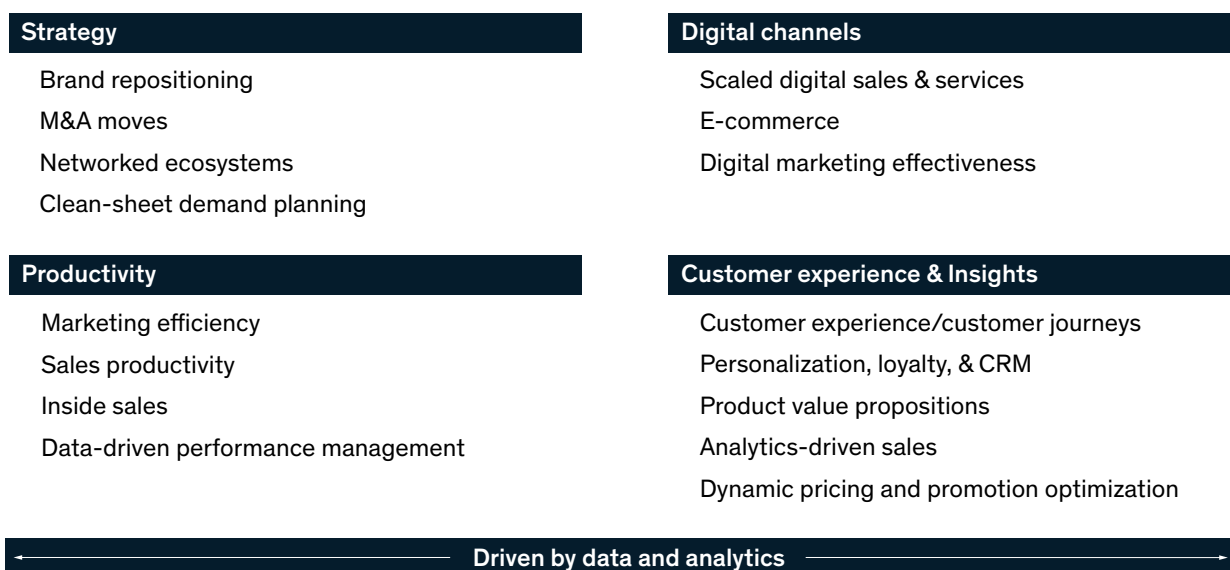 Strategy
Brand repositioning
M&A moves
Networked ecosystems
Clean-sheet demand planning
Digital channels
Scaled digital sales & services
E-commerce
Digital marketing effectiveness
Productivity
Marketing efficiency
Sales productivity
Inside sales
Data-driven performance management
Customer experience & Insights
Customer experience/customer journeys
Personalization, loyalty, & CRM
Product value propositions
Analytics-driven sales
Dynamic pricing and promotion optimization
Driven by data and analytics